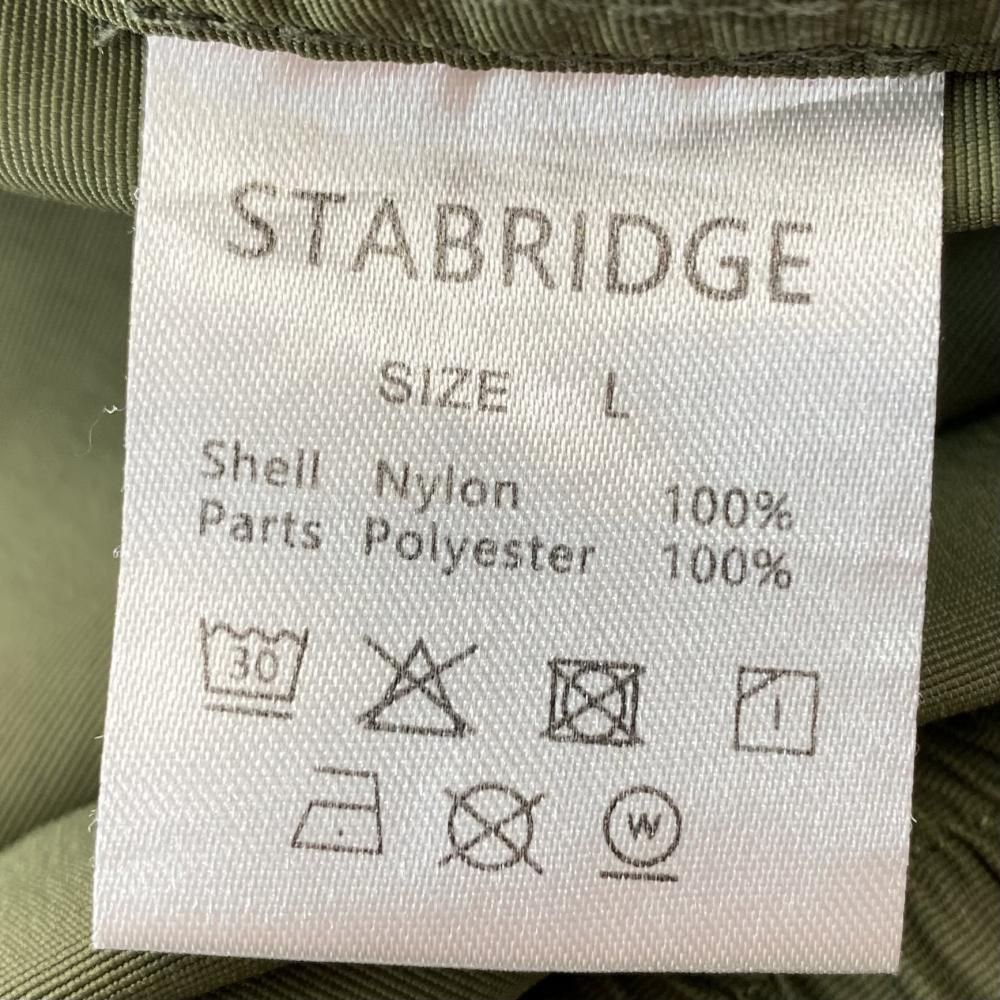 STABRIDGE
SIZE L
Shell Nylon 100%
Parts Polyester 100%
30
W